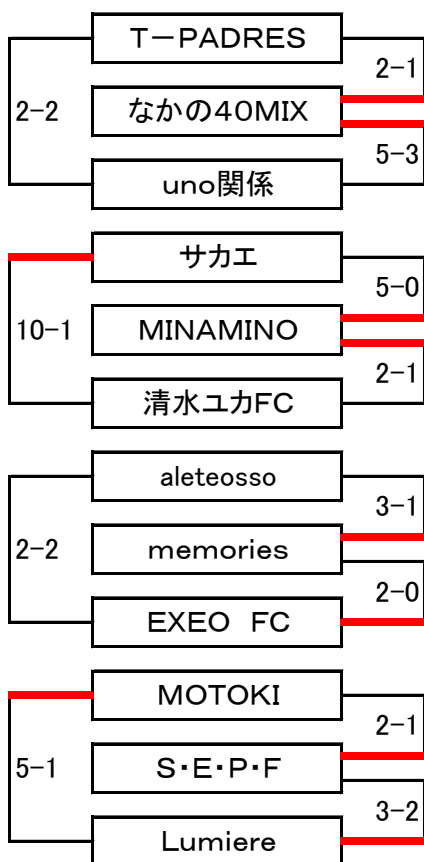 T－PADRES
2-1
2-2
なかの40MIX
5-3
uno関係
サカエ
5-0
10-1
MINAMINO
2-1
清水ユカFC
aleteosso
3-1
2-2
memories
2-0
EXEO　FC
MOTOKI
2-1
5-1
S・E・P・F
3-2
Lumiere